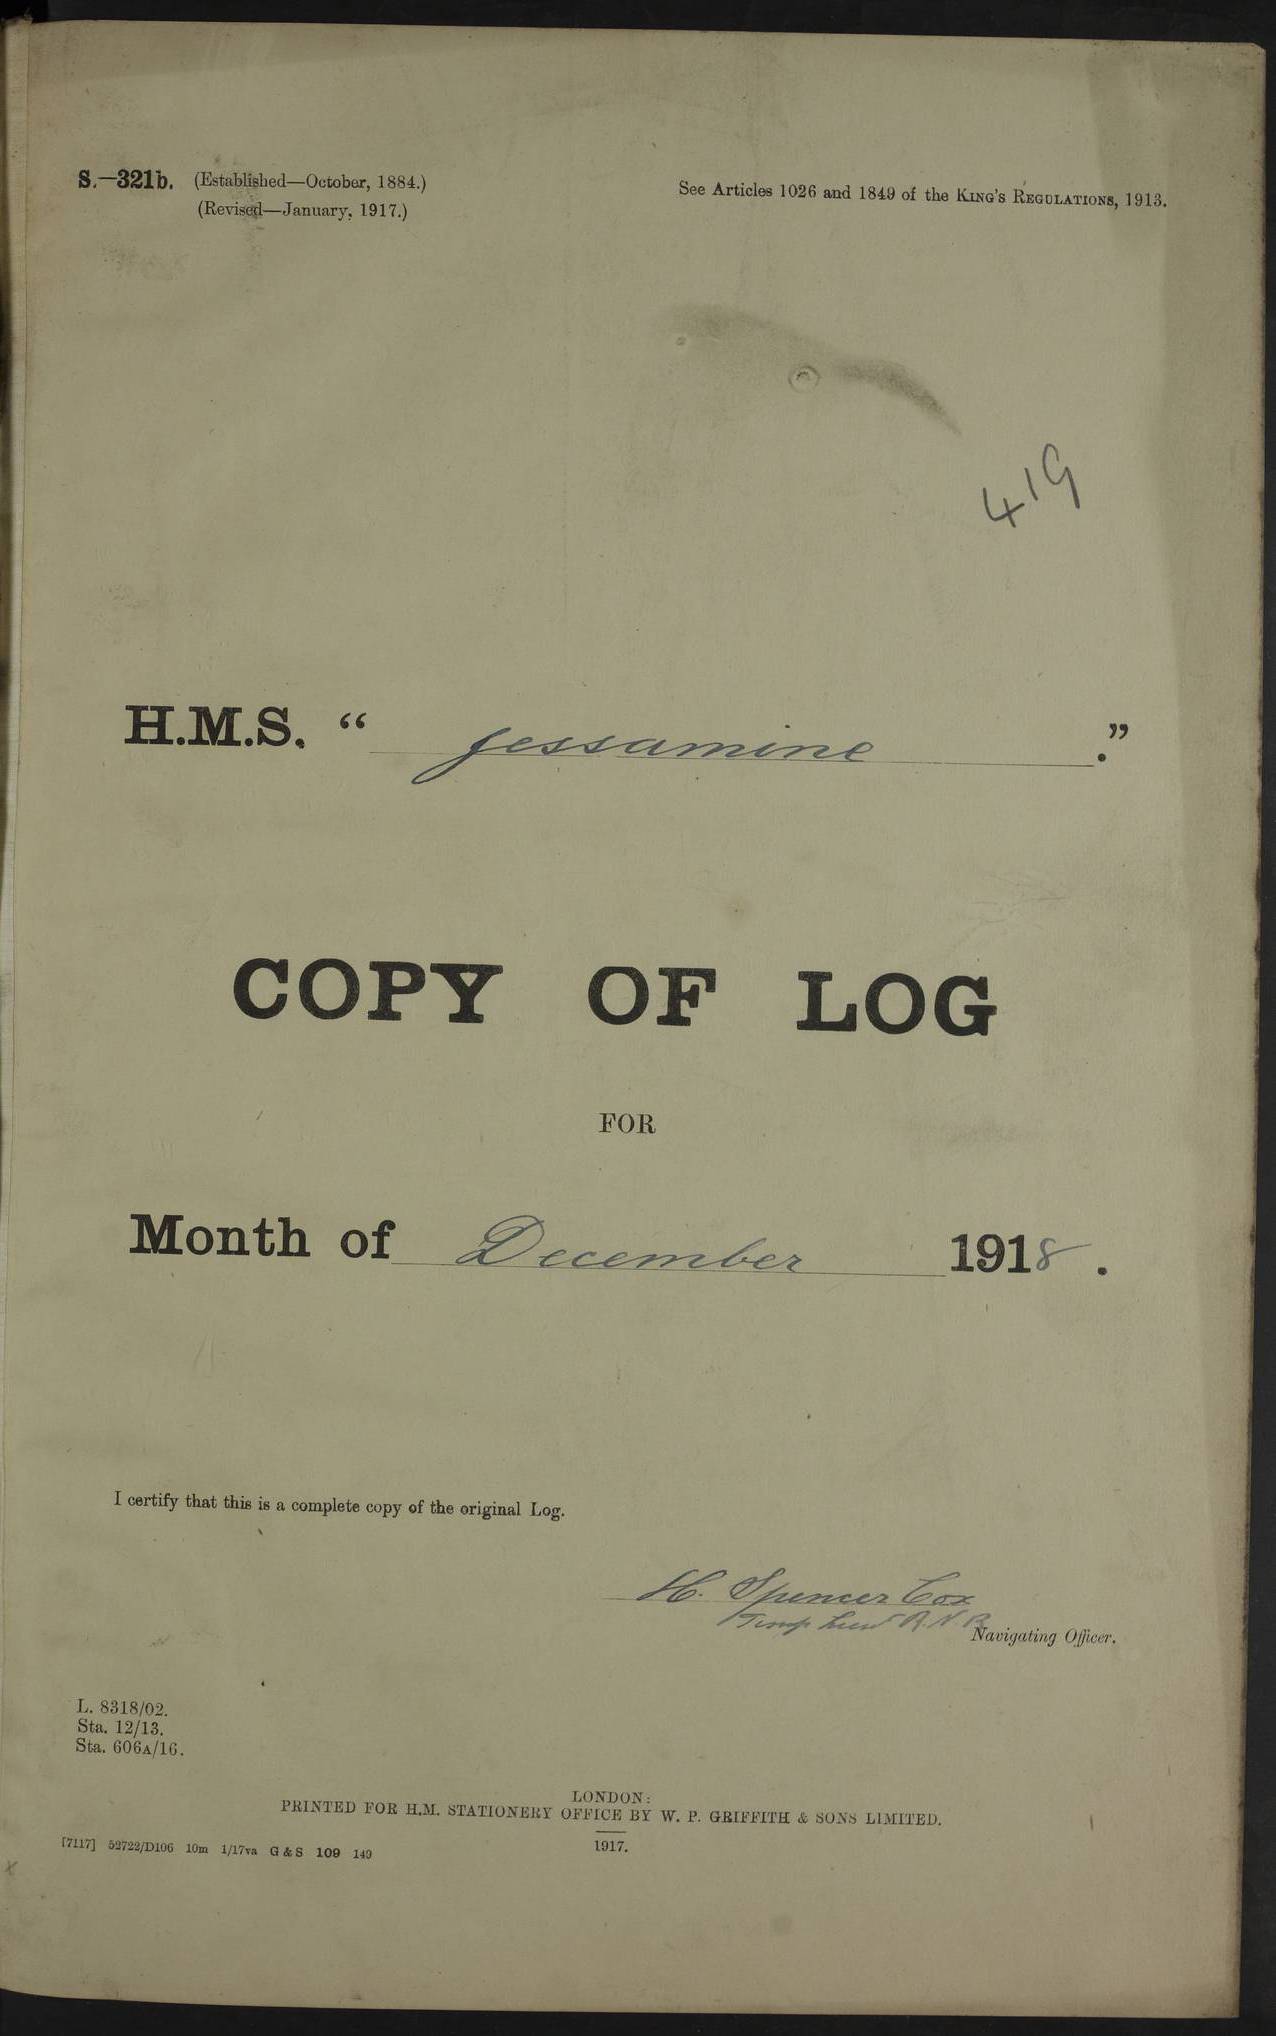 S.—321b. (Established—October, 1884.)
(Revised—January, 1917.)
See Articles 1026 and 1849 of the KING'S REGULATIONS, 1913.
419
H.M.S. “ Jessamine .”
COPY OF LOG
FOR
Month of December 1918.
I certify that this is a complete copy of the original Log.
H. Spencer Cox
Temp Lieut R.N.R.
Navigating Officer.
L. 8318/02.
Sta. 12/13.
Sta. 606A/16.
LONDON:
PRINTED FOR H.M. STATIONERY OFFICE BY W. P. GRIFFITH & SONS LIMITED.
1917.
[7117] 52722/D106 10m 1/17va G & S 109 149